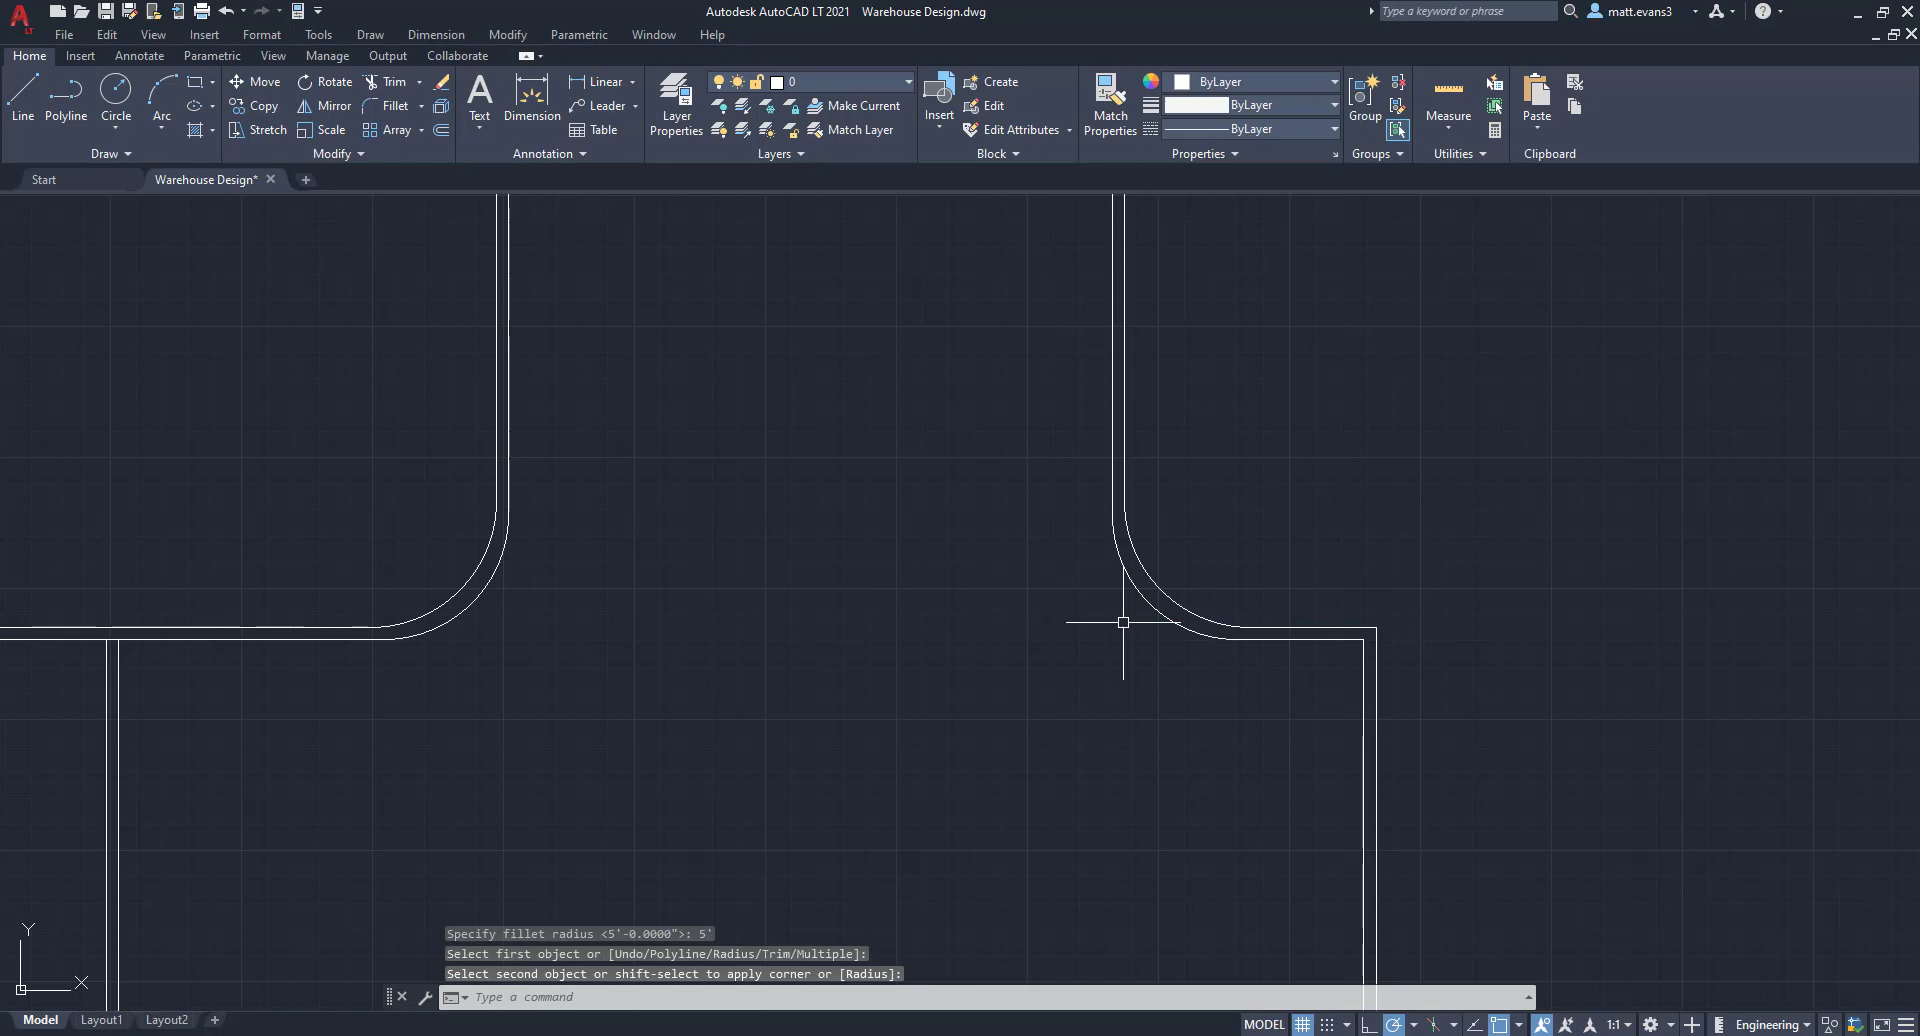 Autodesk AutoCAD LT 2021 Warehouse Design.dwg
Type a keyword or phrase
matt.evans3
File Edit View Insert Format Tools Draw Dimension Modify Parametric Window Help
Home Insert Annotate Parametric View Manage Output Collaborate
Line Polyline Circle Arc
Draw
Move Rotate Trim
Copy Mirror Fillet
Stretch Scale Array
Modify
Text Dimension
Linear
Leader
Table
Annotation
Layer Properties
0
Make Current
Match Layer
Layers
Insert
Create
Edit
Edit Attributes
Block
Match Properties
ByLayer
ByLayer
ByLayer
Properties
Group
Groups
Measure
Utilities
Paste
Clipboard
Start Warehouse Design*
Y
X
Specify fillet radius <5'-0.0000">: 5'
Select first object or [Undo/Polyline/Radius/Trim/Multiple]:
Select second object or shift-select to apply corner or [Radius]:
Type a command
Model Layout1 Layout2
MODEL 1:1 Engineering